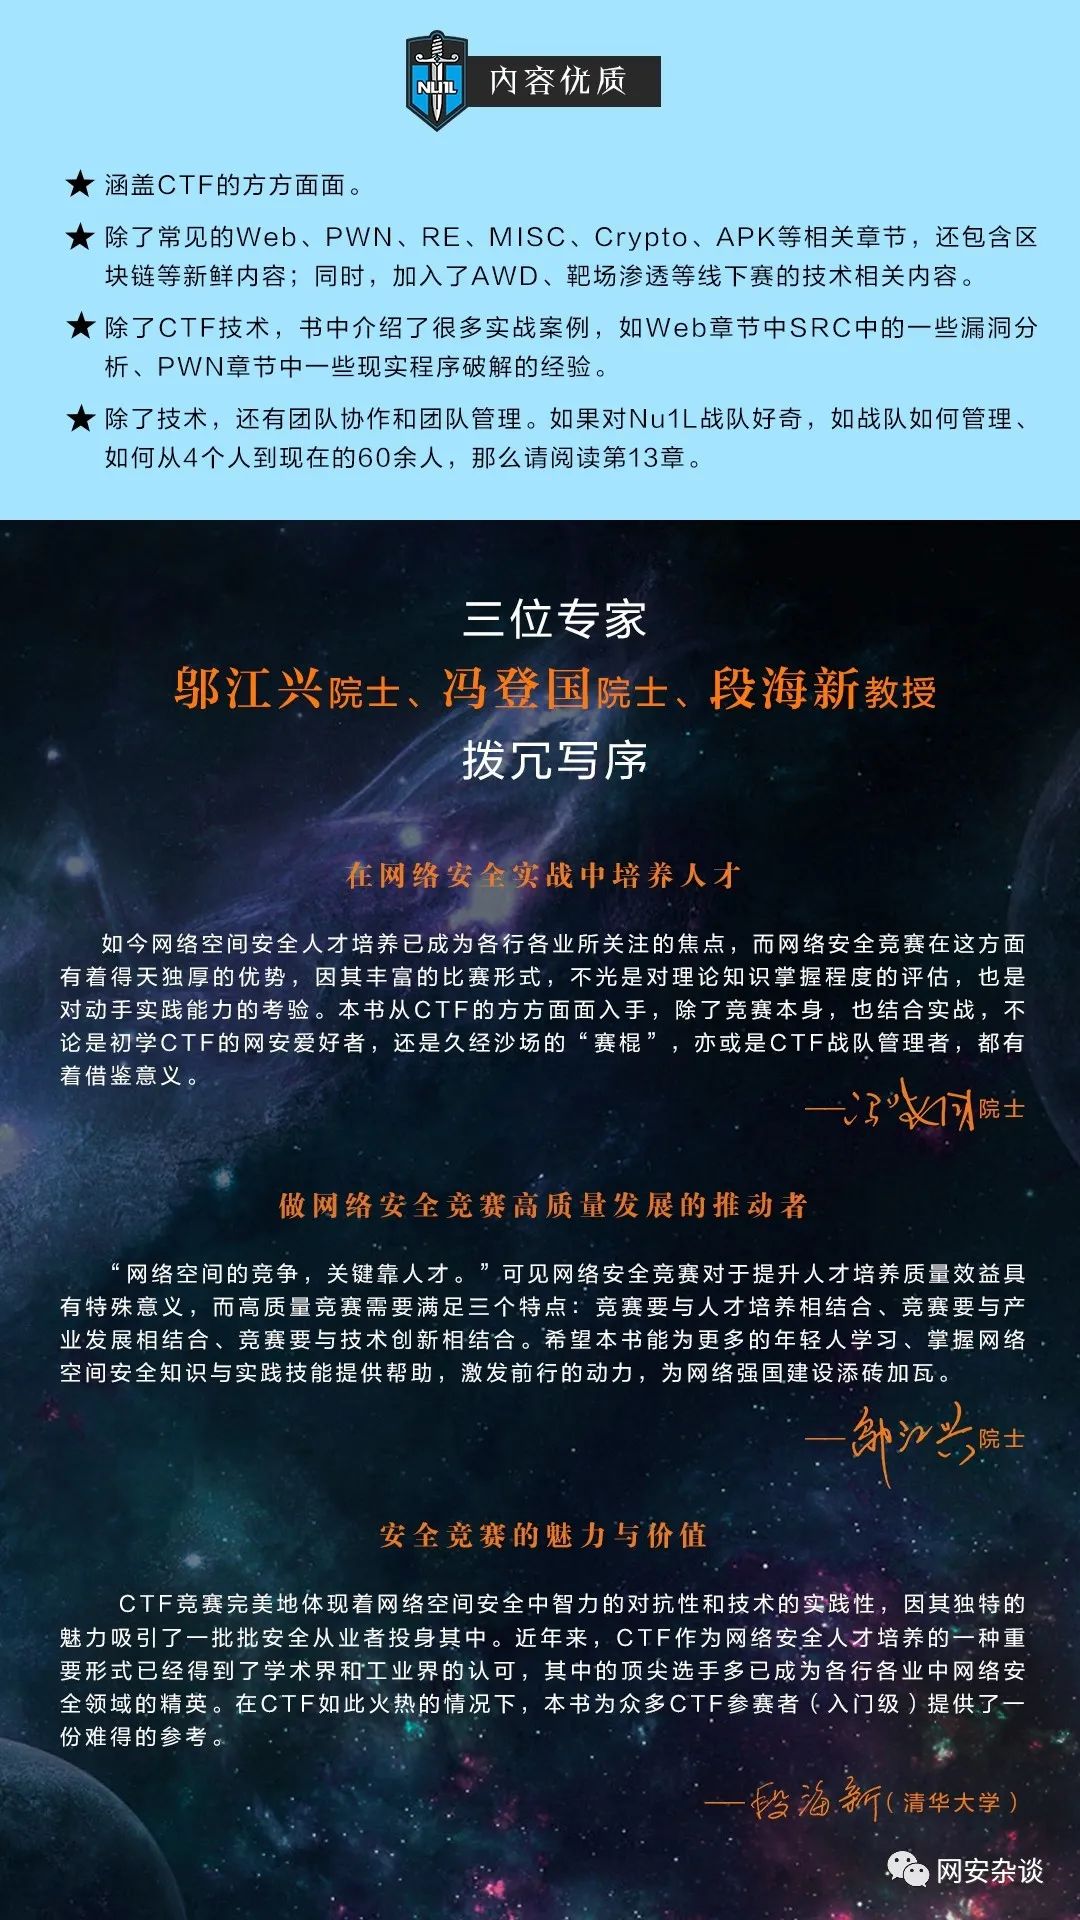 NU1L
内容优质
★ 涵盖CTF的方方面面。
★ 除了常见的Web、PWN、RE、MISC、Crypto、APK等相关章节，还包含区
块链等新鲜内容；同时，加入了AWD、靶场渗透等线下赛的技术相关内容。
★ 除了CTF技术，书中介绍了很多实战案例，如Web章节中SRC中的一些漏洞分
析、PWN章节中一些现实程序破解的经验。
★ 除了技术，还有团队协作和团队管理。如果对Nu1L战队好奇，如战队如何管理、
如何从4个人到现在的60余人，那么请阅读第13章。
三位专家
邬江兴院士、冯登国院士、段海新教授
拨冗写序
在网络安全实战中培养人才
如今网络空间安全人才培养已成为各行各业所关注的焦点，而网络安全竞赛在这方面
有着得天独厚的优势，因其丰富的比赛形式，不光是对理论知识掌握程度的评估，也是
对动手实践能力的考验。本书从CTF的方方面面入手，除了竞赛本身，也结合实战，不
论是初学CTF的网安爱好者，还是久经沙场的“赛棍”，亦或是CTF战队管理者，都有
着借鉴意义。
——冯登国院士
做网络安全竞赛高质量发展的推动者
“网络空间的竞争，关键靠人才。”可见网络安全竞赛对于提升人才培养质量效益具
有特殊意义，而高质量竞赛需要满足三个特点：竞赛要与人才培养相结合、竞赛要与产
业发展相结合、竞赛要与技术创新相结合。希望本书能为更多的年轻人学习、掌握网络
空间安全知识与实践技能提供帮助，激发前行的动力，为网络强国建设添砖加瓦。
——邬江兴院士
安全竞赛的魅力与价值
CTF竞赛完美地体现着网络空间安全中智力的对抗性和技术的实践性，因其独特的
魅力吸引了一批批安全从业者投身其中。近年来，CTF作为网络安全人才培养的一种重
要形式已经得到了学术界和工业界的认可，其中的顶尖选手多已成为各行各业中网络安
全领域的精英。在CTF如此火热的情况下，本书为众多CTF参赛者（入门级）提供了一
份难得的参考。
——段海新（清华大学）
网安杂谈